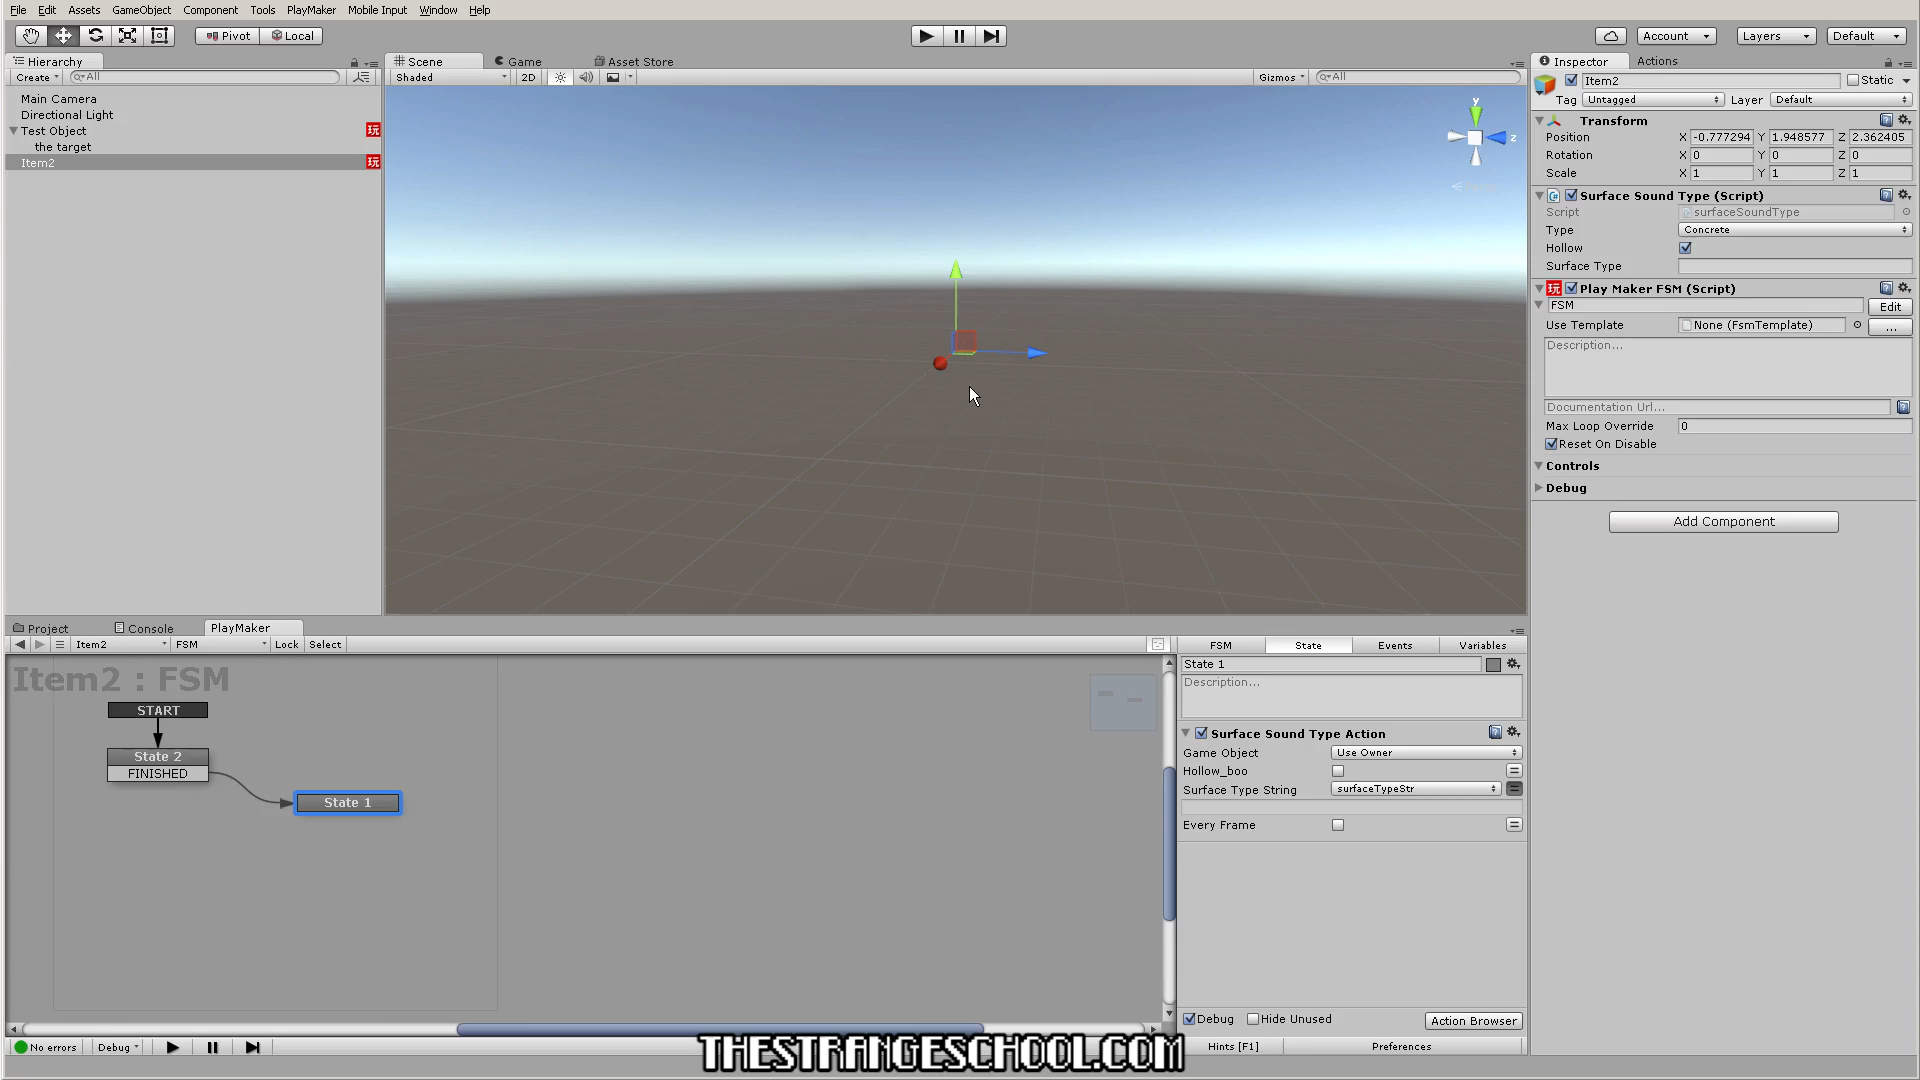 File Edit Assets GameObject Component Tools PlayMaker Mobile Input Window Help
Pivot Local Account Layers Default
Hierarchy Scene Game Asset Store Inspector Actions
Create All Shaded 2D Gizmos All
Item2 Static
Tag Untagged Layer Default
Main Camera
Directional Light
Test Object 玩
the target
Item2 玩
y
z
Transform
Position X -0.777294 Y 1.948577 Z 2.362405
Rotation X 0 Y 0 Z 0
Scale X 1 Y 1 Z 1
C# Surface Sound Type (Script)
Script surfaceSoundType
Type Concrete
Hollow
Surface Type
玩 Play Maker FSM (Script)
FSM Edit
Use Template None (FsmTemplate) ...
Description...
Documentation Url...
Max Loop Override 0
Reset On Disable
Controls
Debug
Add Component
Project Console PlayMaker
Item2 FSM Lock Select FSM State Events Variables
Item2 : FSM
START
State 2
FINISHED
State 1
State 1
Description...
Surface Sound Type Action
Game Object Use Owner
Hollow_boo
Surface Type String surfaceTypeStr
Every Frame
Debug Hide Unused Action Browser
No errors Debug Hints [F1] Preferences
THESTRANGESCHOOL.COM